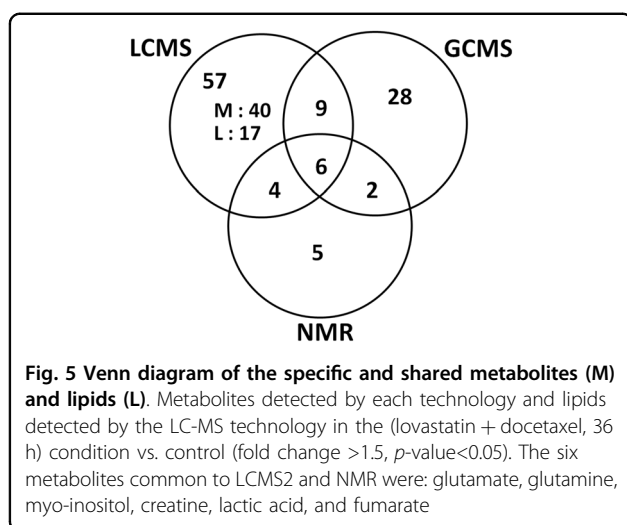 LCMS
GCMS
57
M : 40
L : 17
9
28
6
4
2
5
NMR
Fig. 5 Venn diagram of the specific and shared metabolites (M)
and lipids (L). Metabolites detected by each technology and lipids
detected by the LC-MS technology in the (lovastatin + docetaxel, 36
h) condition vs. control (fold change >1.5, p-value<0.05). The six
metabolites common to LCMS2 and NMR were: glutamate, glutamine,
myo-inositol, creatine, lactic acid, and fumarate